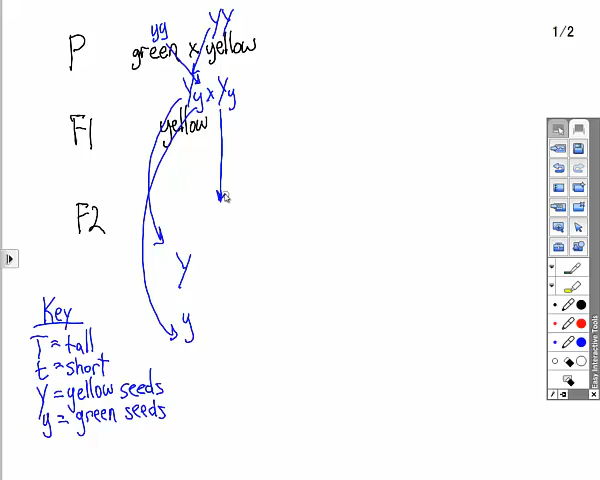 1/2
yy YY
P green x yellow
Yy x Yy
F1 yellow
F2
Y
y
Key
T = tall
t = short
Y = yellow seeds
y = green seeds
Easy Interactive Tools